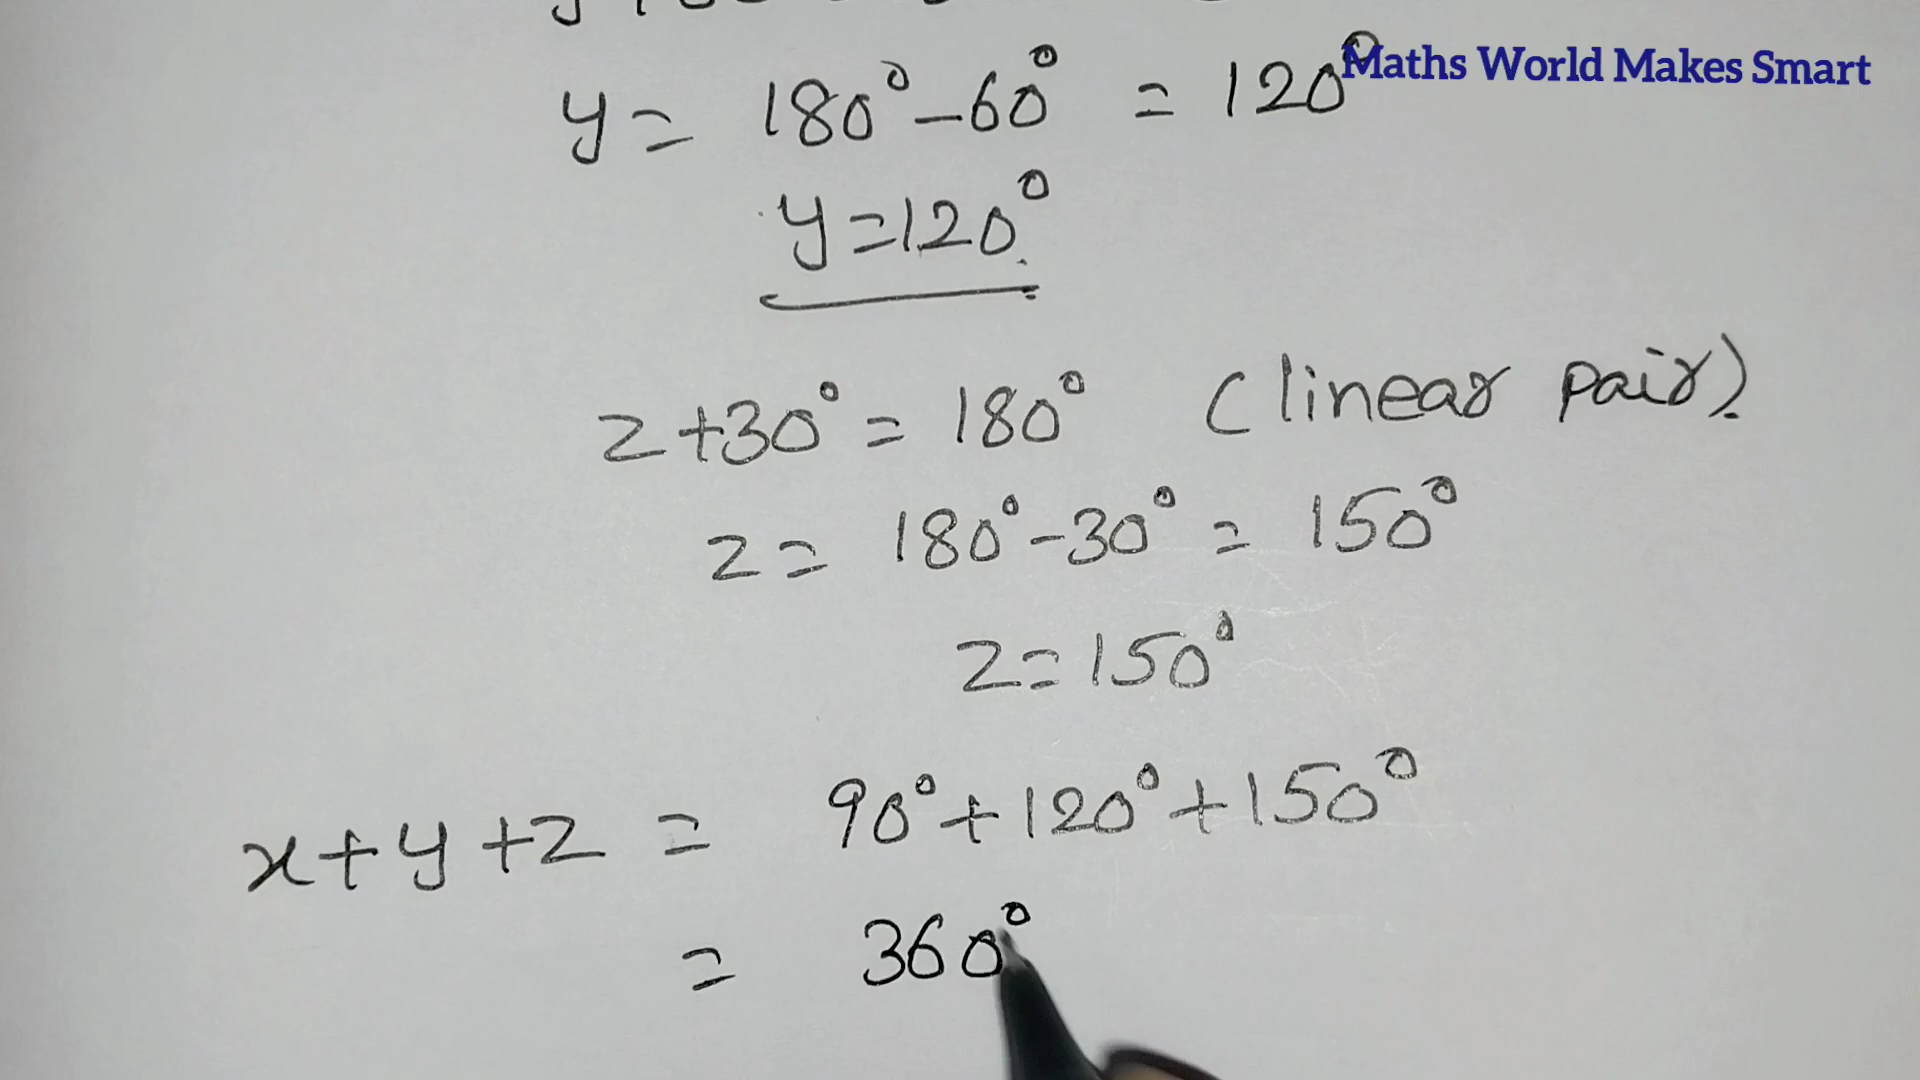 Maths World Makes Smart
y = 180° - 60° = 120°
y = 120°
z + 30° = 180° (linear pair).
z = 180° - 30° = 150°
z = 150°
x + y + z = 90° + 120° + 150°
= 360°